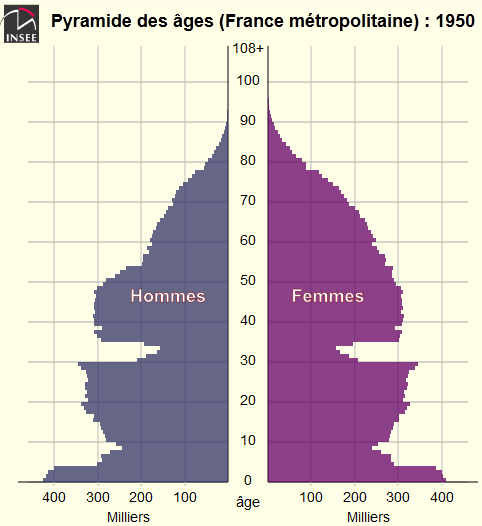 INSEE
Pyramide des âges (France métropolitaine) : 1950
108+
100
90
80
70
60
50
Hommes Femmes
40
30
20
10
0
400 300 200 100 âge 100 200 300 400
Milliers Milliers